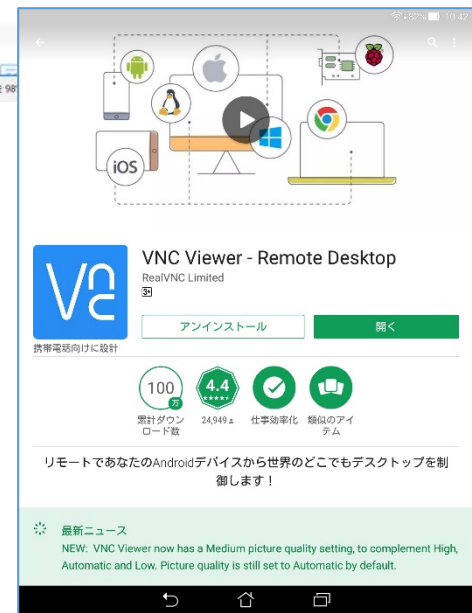 82% 10:42
98%
iOS
VNC Viewer - Remote Desktop
RealVNC Limited
3+
アンインストール
開く
携帯電話向けに設計
100
万
4.4
累計ダウン
ロード数
24,949
仕事効率化
類似のアイ
テム
リモートであなたのAndroidデバイスから世界のどこでもデスクトップを制
御します！
最新ニュース
NEW: VNC Viewer now has a Medium picture quality setting, to complement High,
Automatic and Low. Picture quality is still set to Automatic by default.